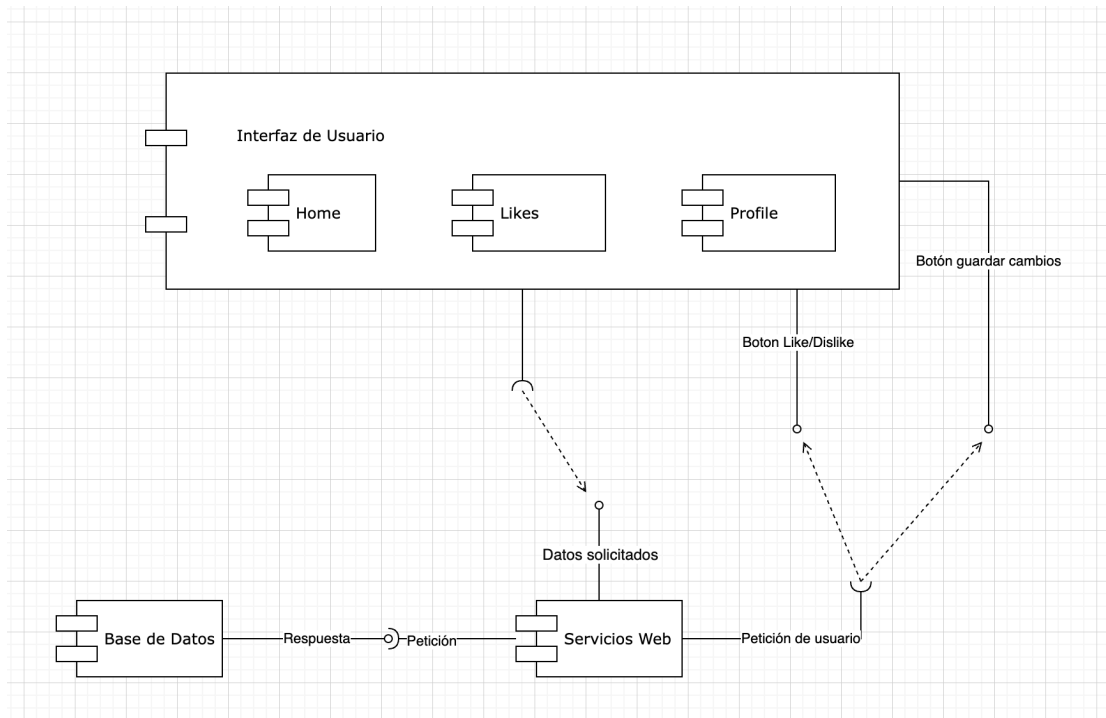 Interfaz de Usuario
Home
Likes
Profile
Botón guardar cambios
Boton Like/Dislike
Datos solicitados
Base de Datos
Respuesta
Petición
Servicios Web
Petición de usuario